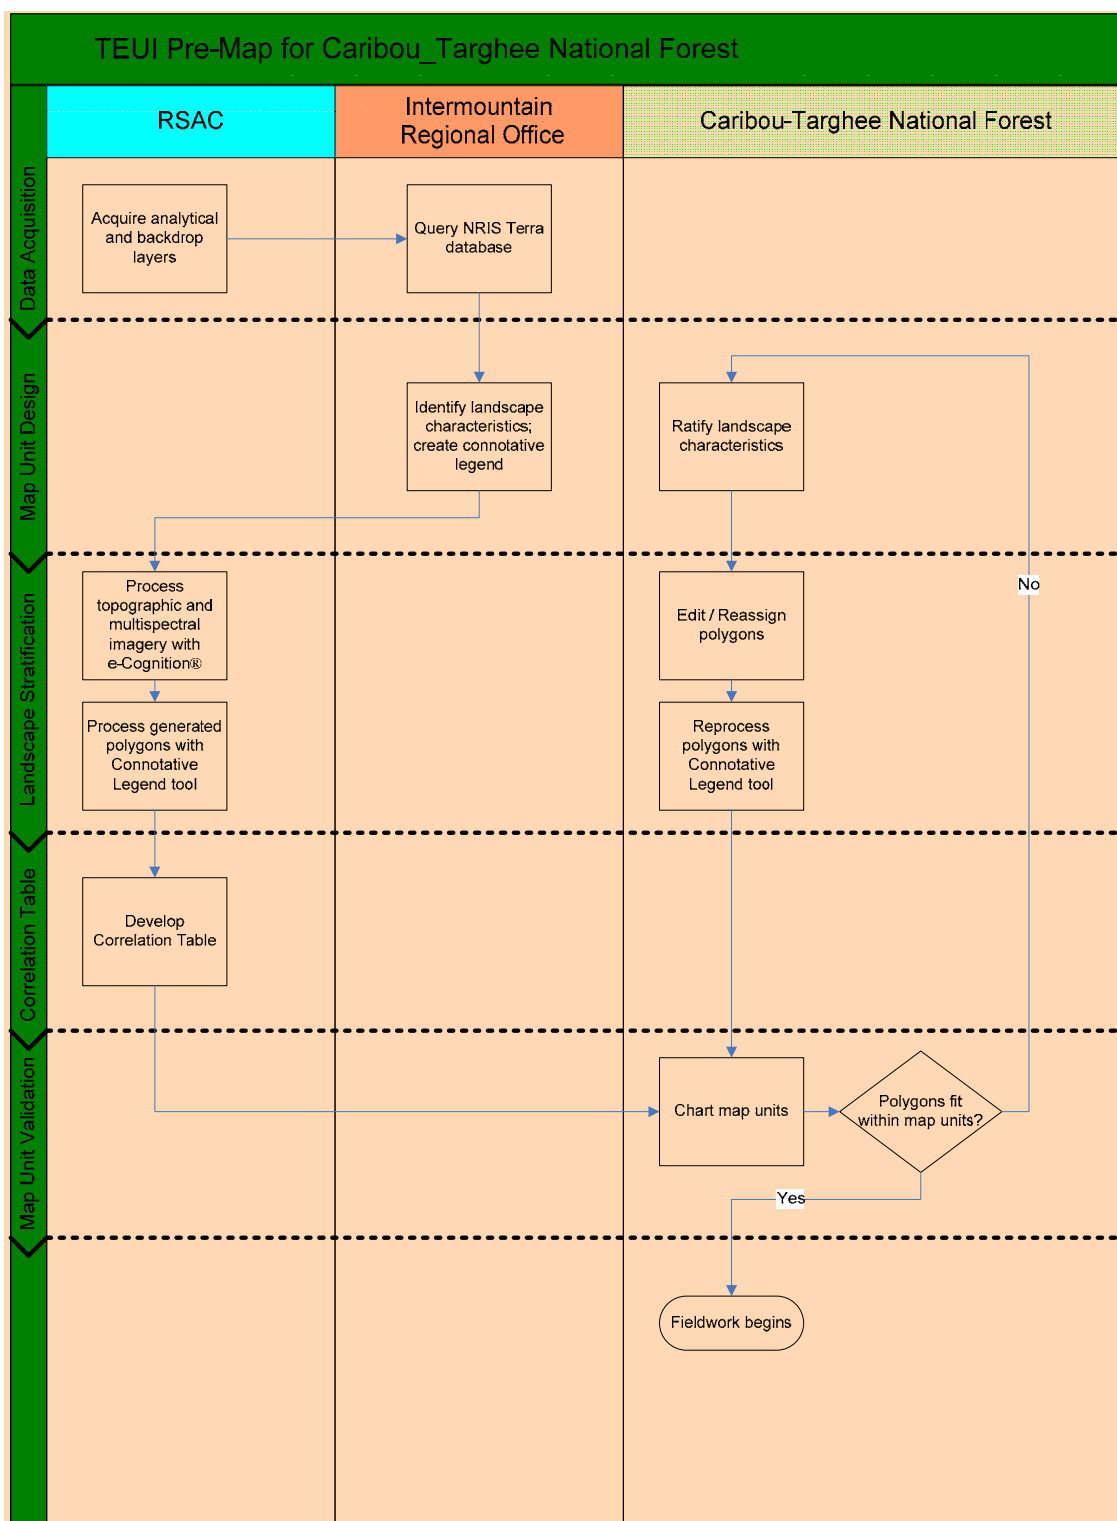 TEUI Pre-Map for Caribou_Targhee National Forest
RSAC
Intermountain
Regional Office
Caribou-Targhee National Forest
Data Acquisition
Acquire analytical
and backdrop
layers
Query NRIS Terra
database
Map Unit Design
Identify landscape
characteristics;
create connotative
legend
Ratify landscape
characteristics
Landscape Stratification
Process
topographic and
multispectral
imagery with
e-Cognition®
Edit / Reassign
polygons
No
Process generated
polygons with
Connotative
Legend tool
Reprocess
polygons with
Connotative
Legend tool
Correlation Table
Develop
Correlation Table
Map Unit Validation
Chart map units
Polygons fit
within map units?
Yes
Fieldwork begins